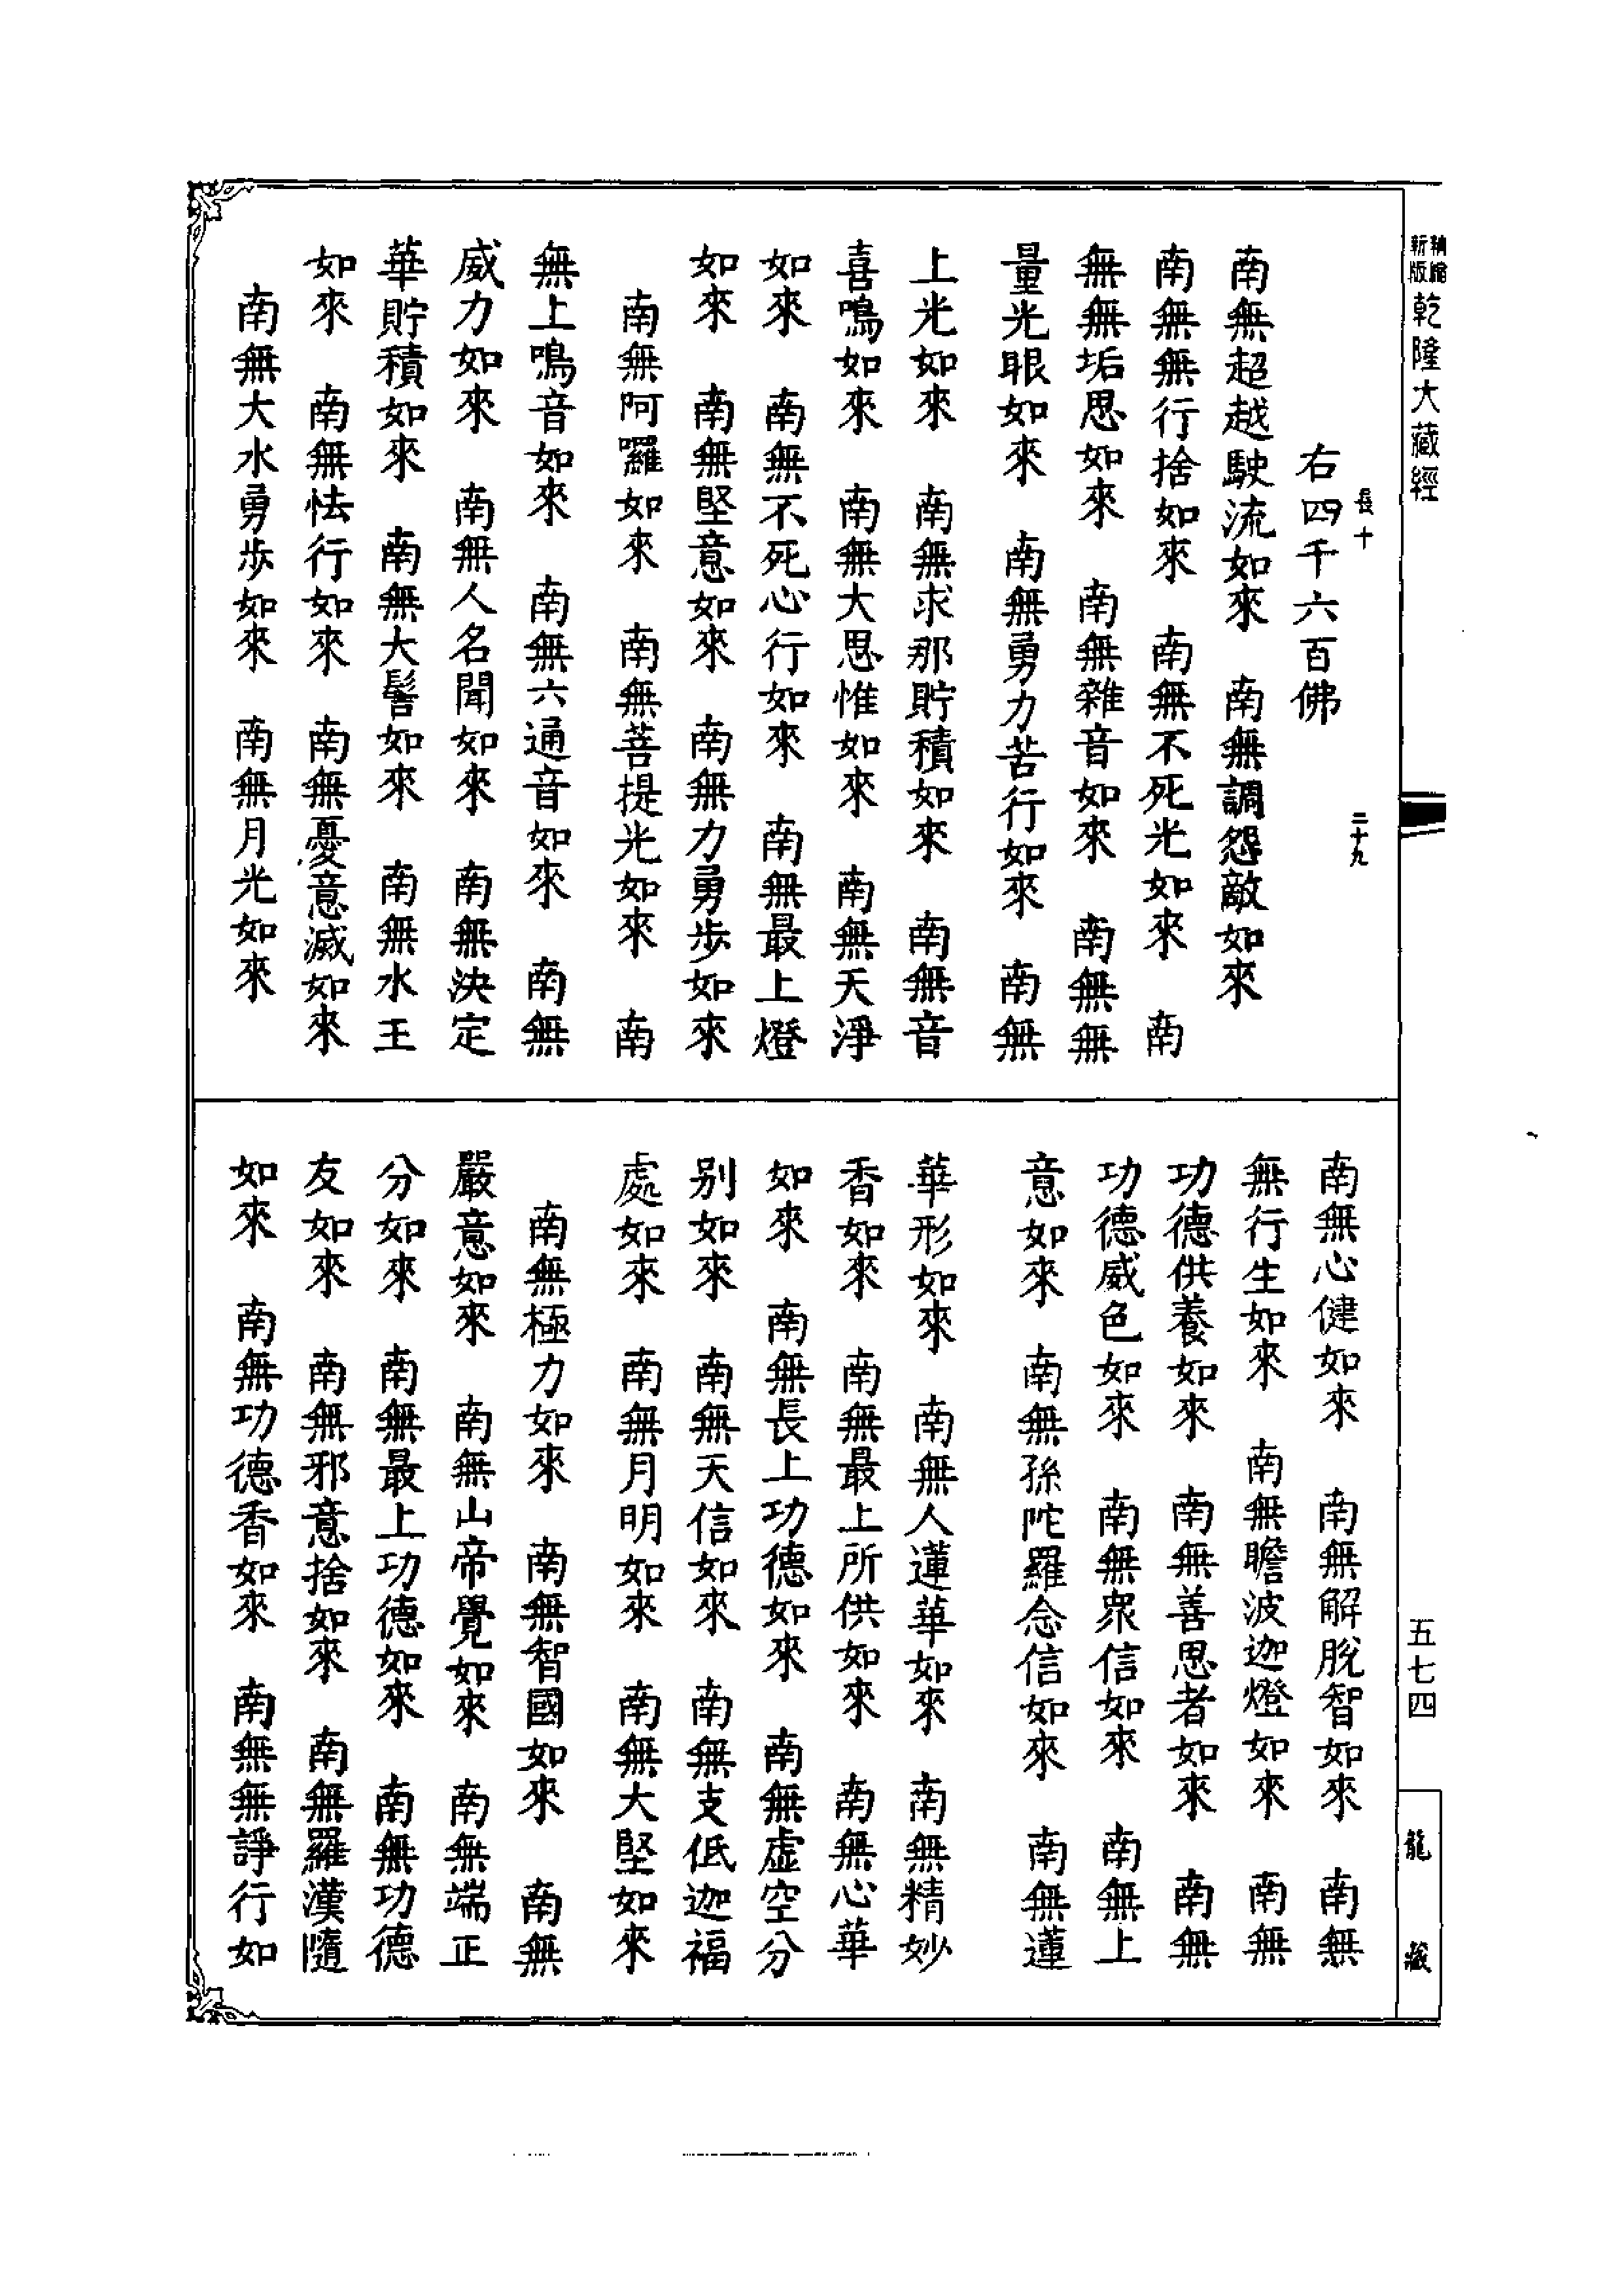 新版
精縮
乾隆大藏經
長十
二十九
右四千六百佛
南無超越駛流如來 南無調怨敵如來
南無無行捨如來 南無不死光如來 南
無無垢思如來 南無雜音如來 南無無
量光眼如來 南無勇力苦行如來 南無
上光如來 南無求那貯積如來 南無音
喜鳴如來 南無大思惟如來 南無天淨
如來 南無不死心行如來 南無最上燈
如來 南無堅意如來 南無力勇步如來
南無阿囉如來 南無菩提光如來 南
無上鳴音如來 南無六通音如來 南無
威力如來 南無人名聞如來 南無決定
華貯積如來 南無大髻如來 南無水王
如來 南無怯行如來 南無憂意滅如來
南無大水勇步如來 南無月光如來
南無心健如來 南無解脫智如來 南無
無行生如來 南無瞻波迦燈如來 南無
功德供養如來 南無善思者如來 南無
功德威色如來 南無眾信如來 南無上
意如來 南無孫陀羅念信如來 南無蓮
華形如來 南無人蓮華如來 南無精妙
香如來 南無最上所供如來 南無心華
如來 南無長上功德如來 南無虛空分
别如來 南無天信如來 南無支低迦福
處如來 南無月明如來 南無大堅如來
南無極力如來 南無智國如來 南無
嚴意如來 南無山帝覺如來 南無端正
分如來 南無最上功德如來 南無功德
友如來 南無邪意捨如來 南無羅漢隨
如來 南無功德香如來 南無無諍行如
五七四
龍藏